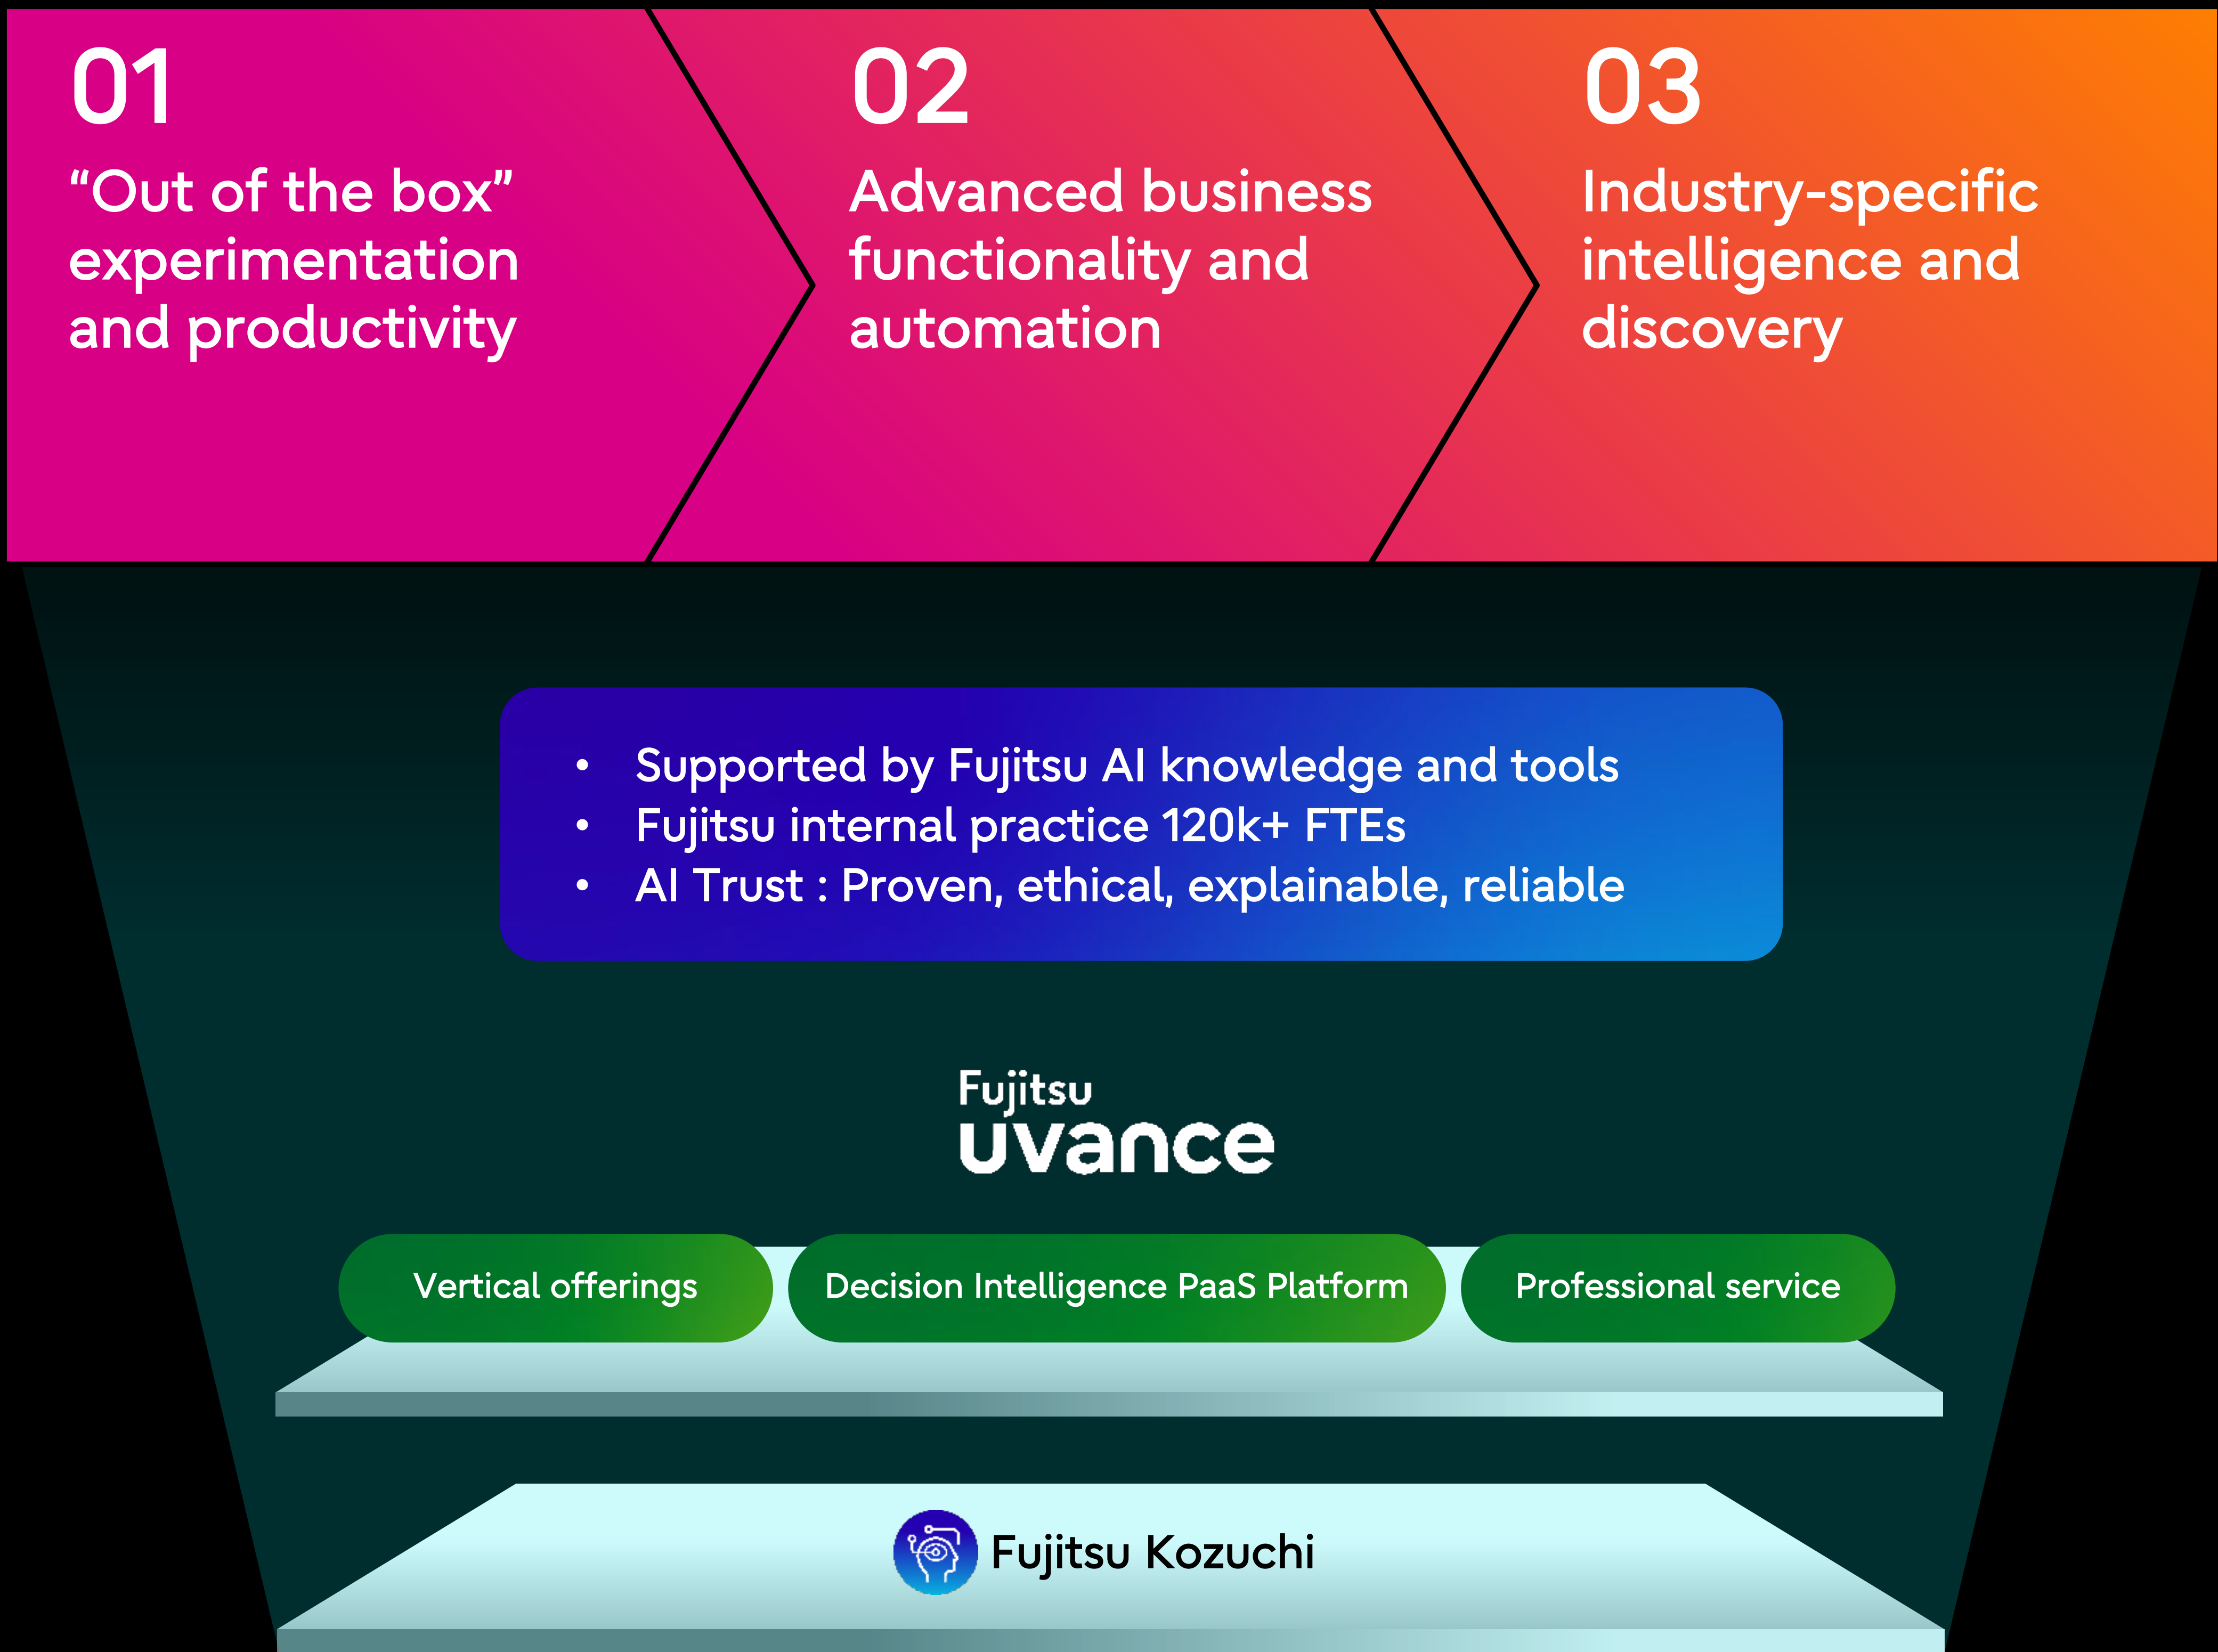 01
“Out of the box”
experimentation
and productivity
02
Advanced business
functionality and
automation
03
Industry-specific
intelligence and
discovery
• Supported by Fujitsu AI knowledge and tools
• Fujitsu internal practice 120k+ FTEs
• AI Trust : Proven, ethical, explainable, reliable
Fujitsu
uvance
Vertical offerings
Decision Intelligence PaaS Platform
Professional service
Fujitsu Kozuchi